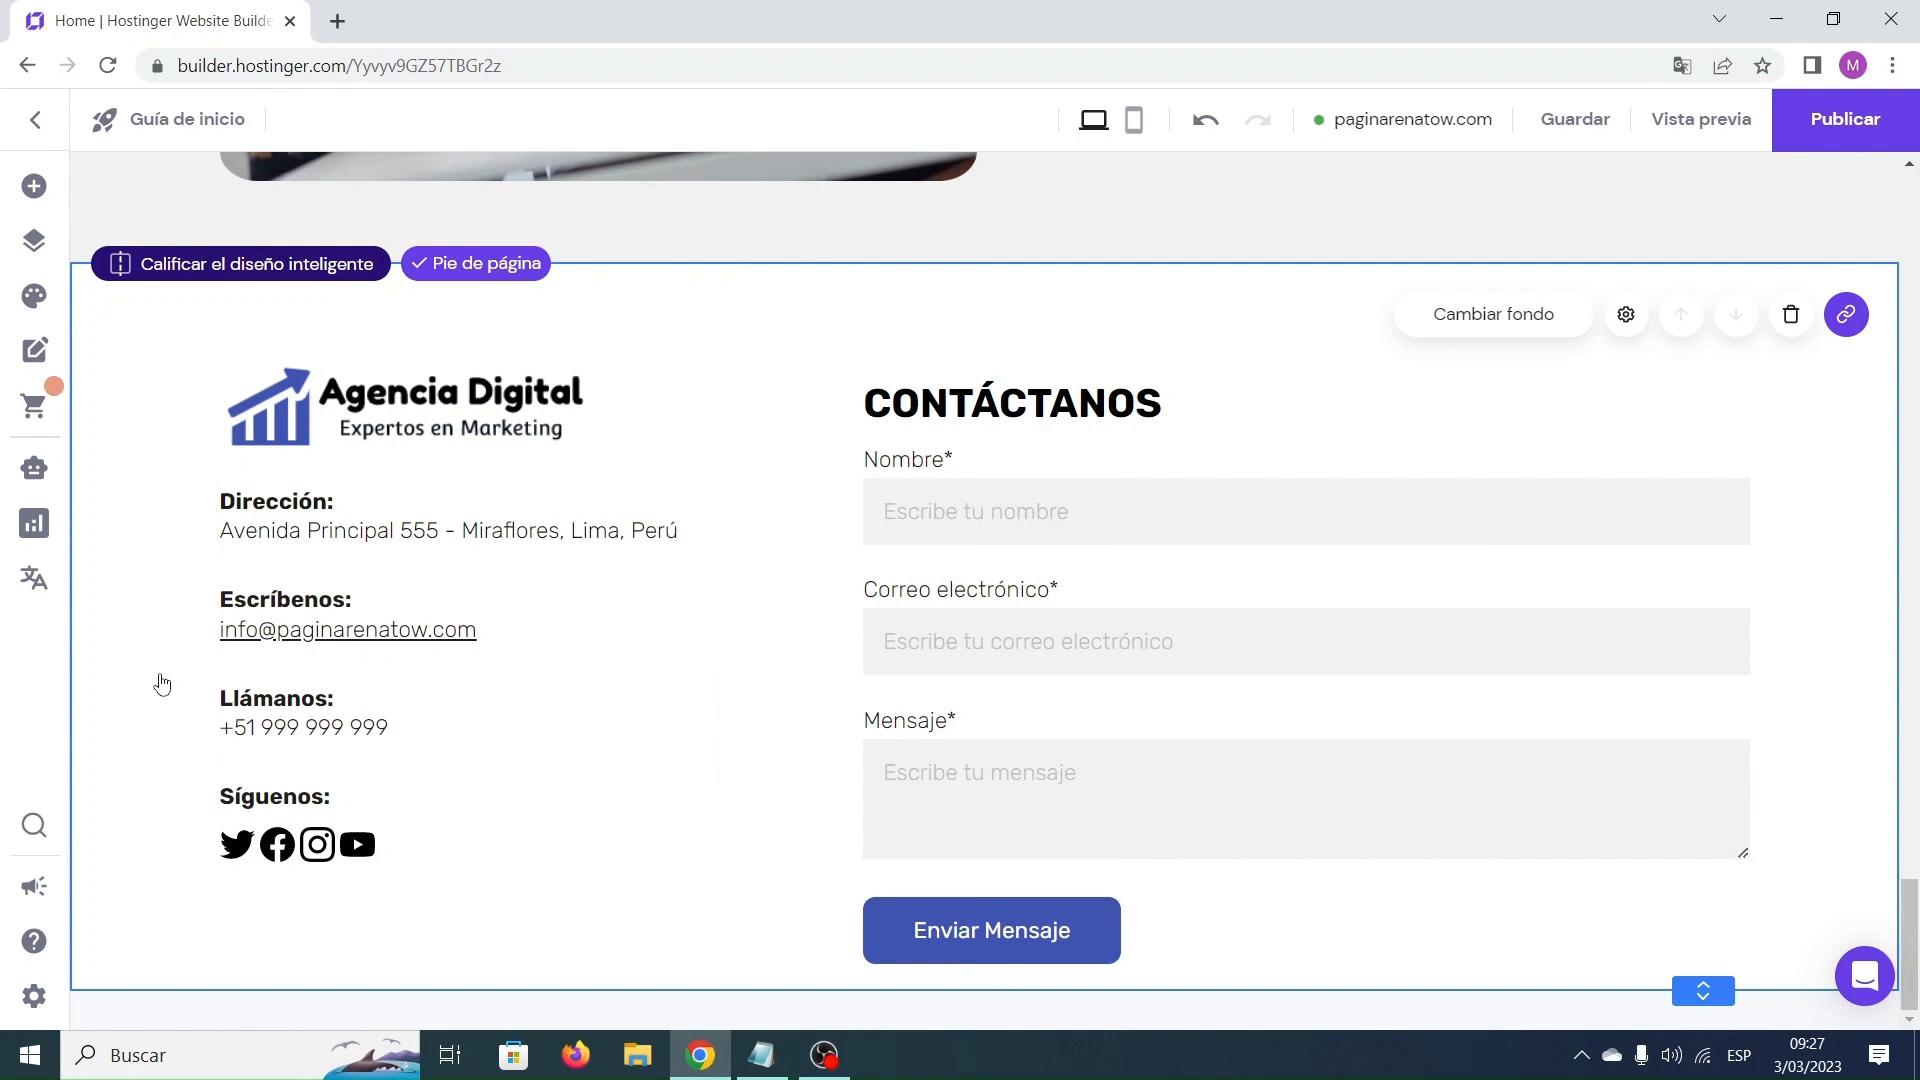 Home | Hostinger Website Builde
builder.hostinger.com/Yyvyv9GZ57TBGr2z
M
Guía de inicio
paginarenatow.com
Guardar
Vista previa
Publicar
Calificar el diseño inteligente
Pie de página
Cambiar fondo
Agencia Digital
Expertos en Marketing
Dirección:
Avenida Principal 555 - Miraflores, Lima, Perú
Escríbenos:
info@paginarenatow.com
Llámanos:
+51 999 999 999
Síguenos:
CONTÁCTANOS
Nombre*
Escribe tu nombre
Correo electrónico*
Escribe tu correo electrónico
Mensaje*
Escribe tu mensaje
Enviar Mensaje
Buscar
ESP
09:27
3/03/2023